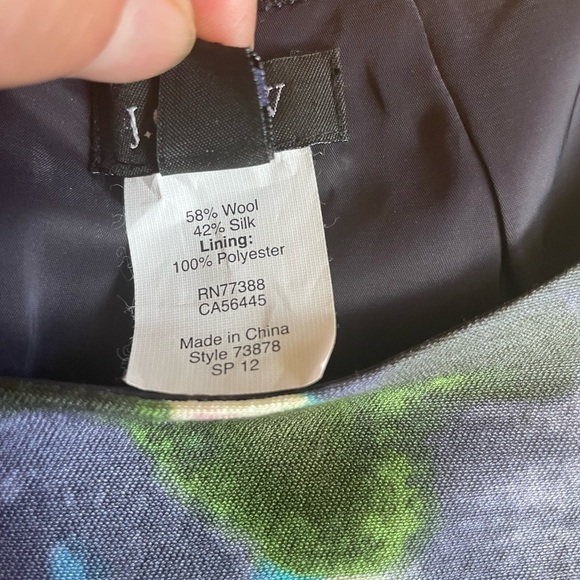 J.
W
58% Wool
42% Silk
Lining:
100% Polyester
RN77388
CA56445
Made in China
Style 73878
SP 12